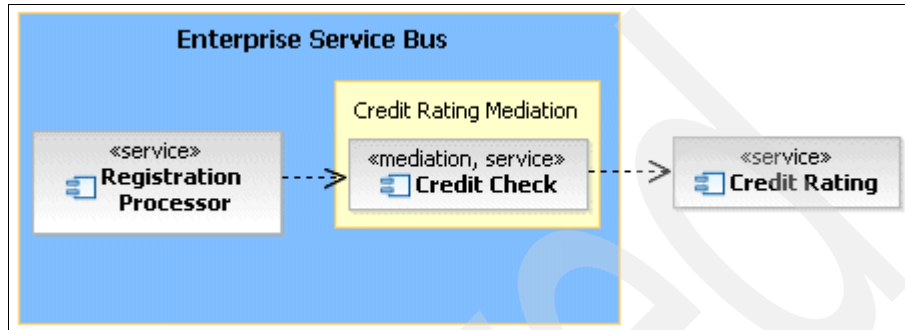 Enterprise Service Bus
Credit Rating Mediation
«service»
Registration
Processor
«mediation, service»
Credit Check
«service»
Credit Rating